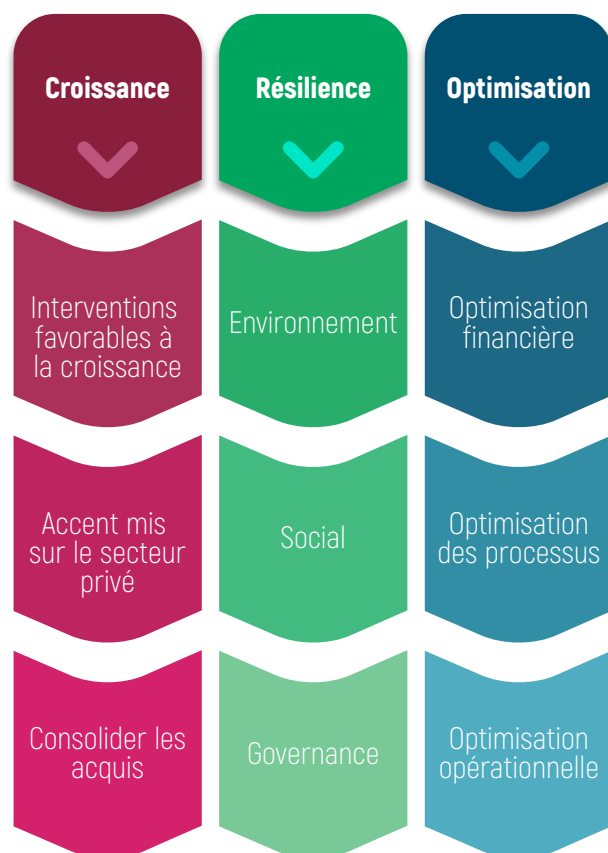 Croissance
Résilience
Optimisation
Interventions
favorables à
la croissance
Environnement
Optimisation
financière
Accent mis
sur le secteur
privé
Social
Optimisation
des processus
Consolider les
acquis
Governance
Optimisation
opérationnelle